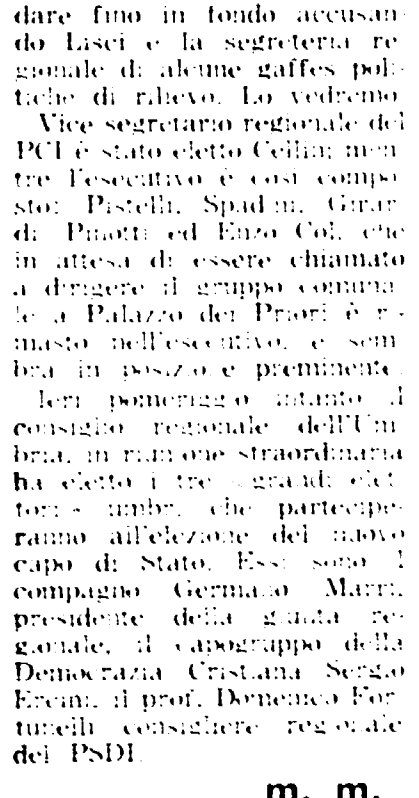 dare fino in fondo accusan-
do Lisci e la segreteria re-
gionale di alcune gaffes poli-
tiche di rilievo. Lo vedremo
Vice segretario regionale del
PCI è stato eletto Cellini men-
tre l'esecutivo è così compo-
sto: Pistelli, Spadini, Girar-
di Pinotti ed Enzo Col, che
in attesa di essere chiamato
a dirigere il gruppo comuna-
le a Palazzo dei Priori è ri-
masto nell'esecutivo, e sem-
bra in posizione preminente.
Ieri pomeriggio intanto il
consiglio regionale dell'Um-
bria, in riunione straordinaria
ha eletto i tre «grandi elet-
tori» umbri che partecipe-
ranno all'elezione del nuovo
capo di Stato. Essi sono il
compagno Germano Marri,
presidente della giunta re-
gionale, il capogruppo della
Democrazia Cristiana Sergio
Ercini, il prof. Domenico For-
tunelli consigliere regionale
del PSDI.
m. m.